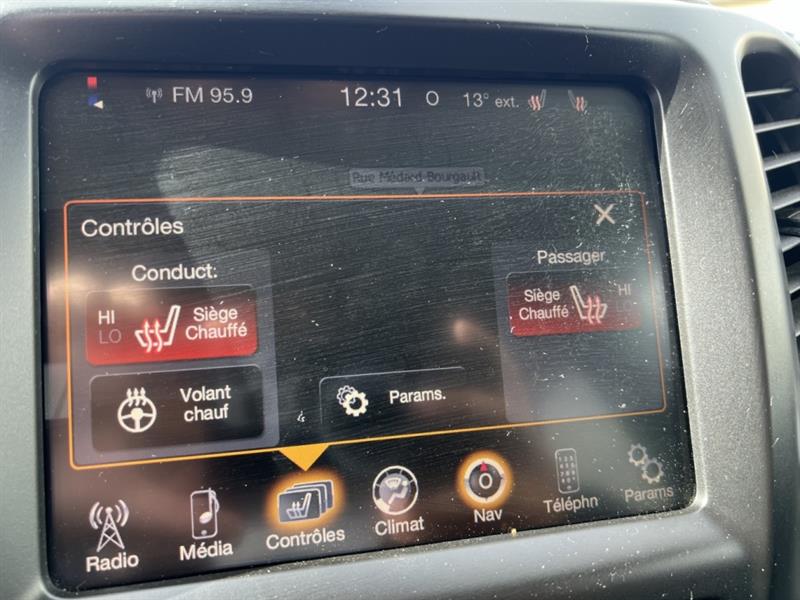 FM 95.9 12:31 O 13° ext.
Rue Médard-Bourgault
Contrôles
Conduct:
Passager
HI
LO
Siège
Chauffé
Siège
Chauffé
HI
LO
Volant
chauf
Params.
Radio
Média
Contrôles
Climat
O
Nav
Téléphn
Params